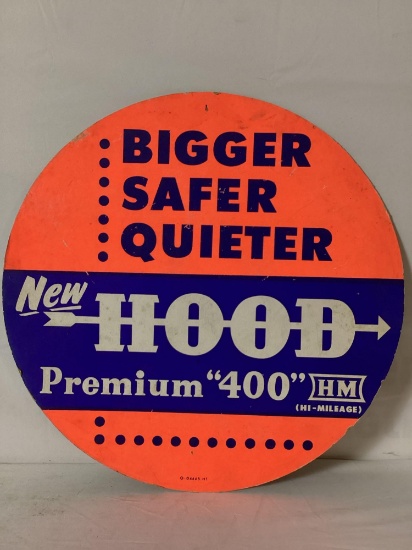 BIGGER
SAFER
QUIETER
New
HOOD
Premium "400" HM
(HI-MILEAGE)